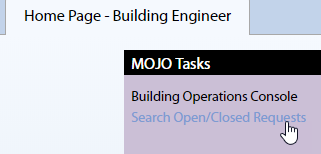 Home Page - Building Engineer
MOJO Tasks
Building Operations Console
Search Open/Closed Requests